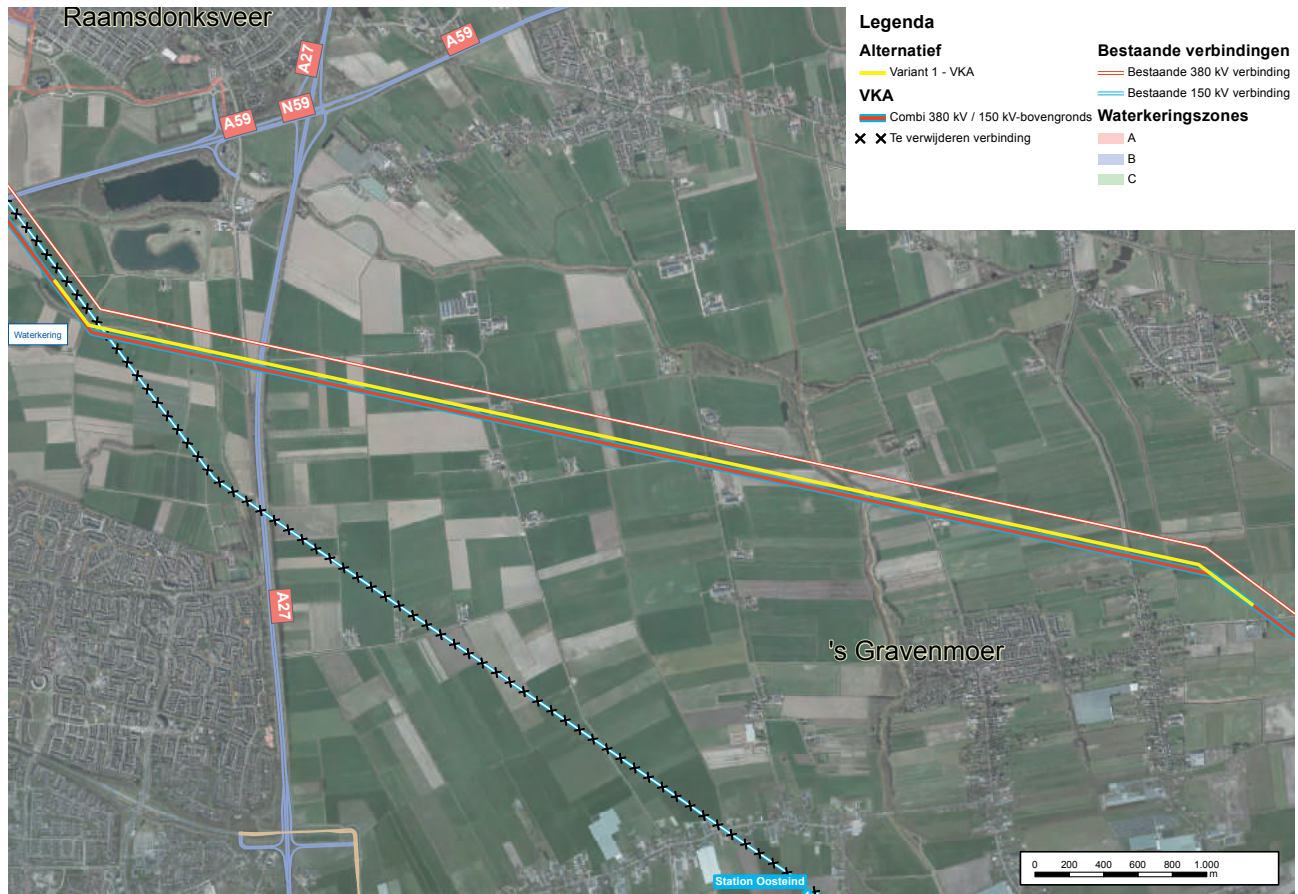 Raamsdonksveer
A27
A59
N59
A59
Waterkering
A27
's Gravenmoer
Station Oosteind
Legenda
Alternatief
Variant 1 - VKA
VKA
Combi 380 kV / 150 kV-bovengronds
Te verwijderen verbinding
Bestaande verbindingen
Bestaande 380 kV verbinding
Bestaande 150 kV verbinding
Waterkeringszones
A
B
C
0 200 400 600 800 1.000
m